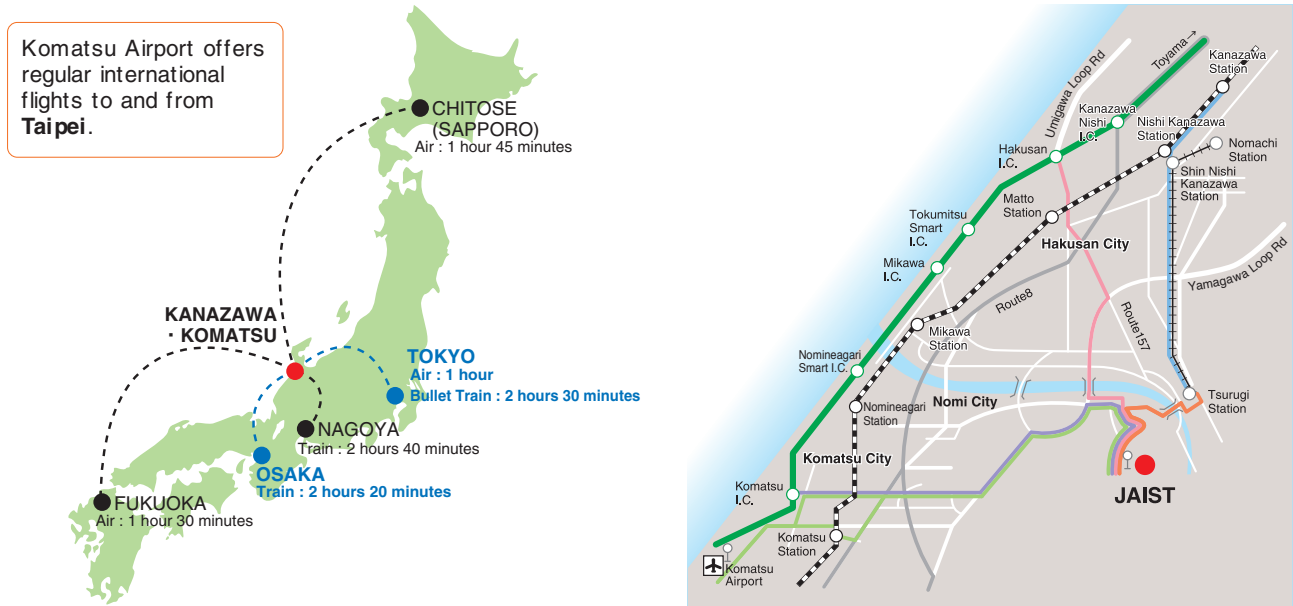 Komatsu Airport offers
regular international
flights to and from
Taipei.
CHITOSE
(SAPPORO)
Air : 1 hour 45 minutes
KANAZAWA
· KOMATSU
TOKYO
Air : 1 hour
Bullet Train : 2 hours 30 minutes
NAGOYA
Train : 2 hours 40 minutes
OSAKA
Train : 2 hours 20 minutes
FUKUOKA
Air : 1 hour 30 minutes
Toyama→
Kanazawa
Station
Umigawa Loop Rd
Kanazawa
Nishi
I.C.
Nishi Kanazawa
Station
Nomachi
Station
Hakusan
I.C.
Shin Nishi
Kanazawa
Station
Matto
Station
Tokumitsu
Smart
I.C.
Hakusan City
Mikawa
I.C.
Yamagawa Loop Rd
Route8
Route157
Mikawa
Station
Nomineagari
Smart I.C.
Nomi City
Tsurugi
Station
Nomineagari
Station
Komatsu City
JAIST
Komatsu
I.C.
Komatsu
Station
Komatsu
Airport